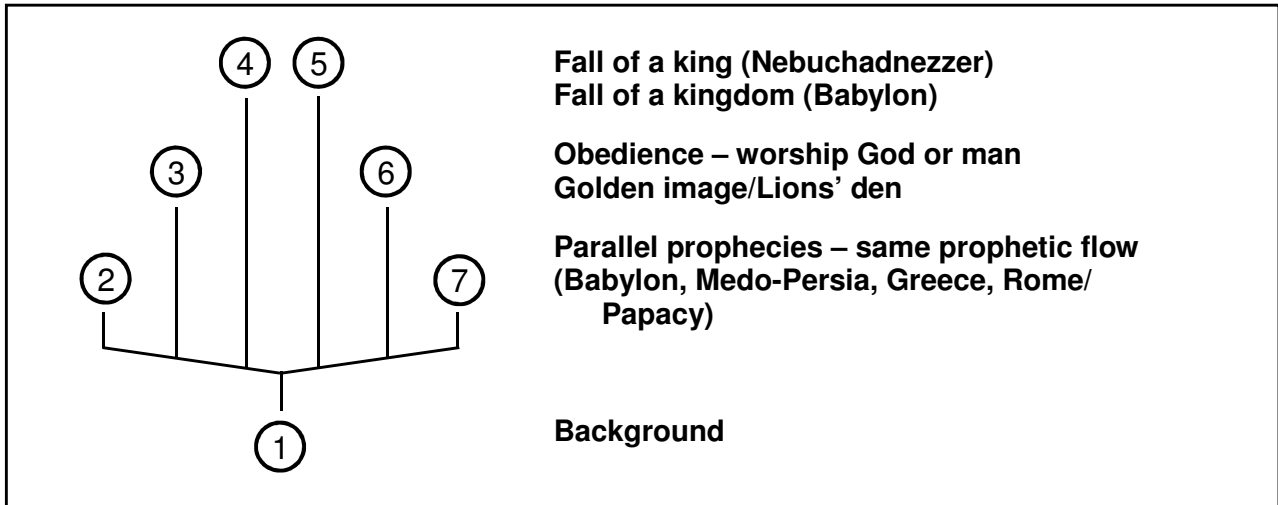 4 5 Fall of a king (Nebuchadnezzer)
Fall of a kingdom (Babylon)
3 6 Obedience – worship God or man
Golden image/Lions’ den
2 7 Parallel prophecies – same prophetic flow
(Babylon, Medo-Persia, Greece, Rome/
Papacy)
1 Background